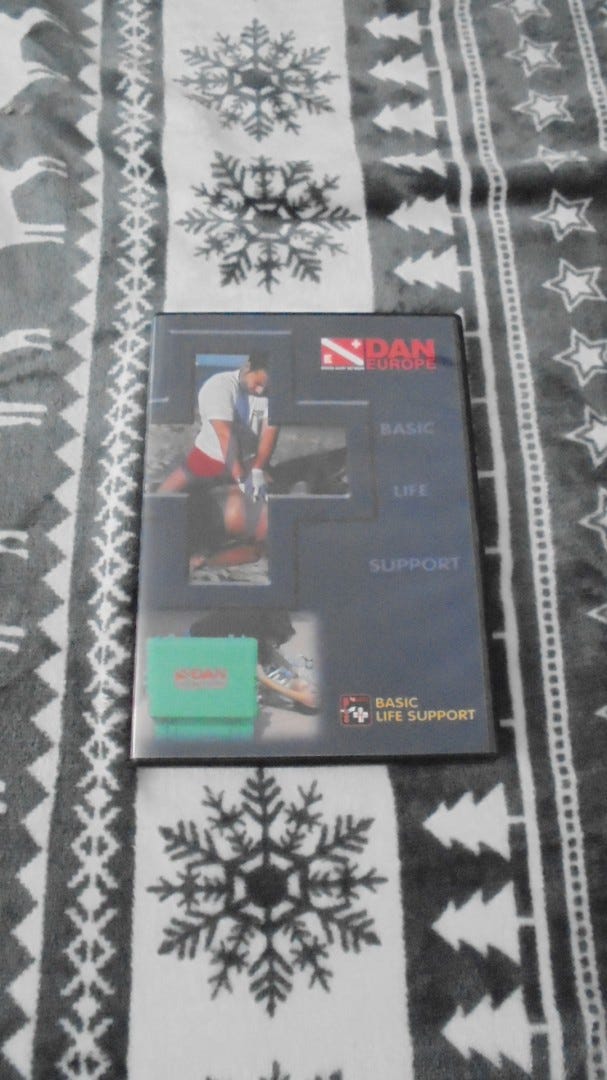 DAN
EUROPE
BASIC
LIFE
SUPPORT
DAN
BASIC
LIFE SUPPORT